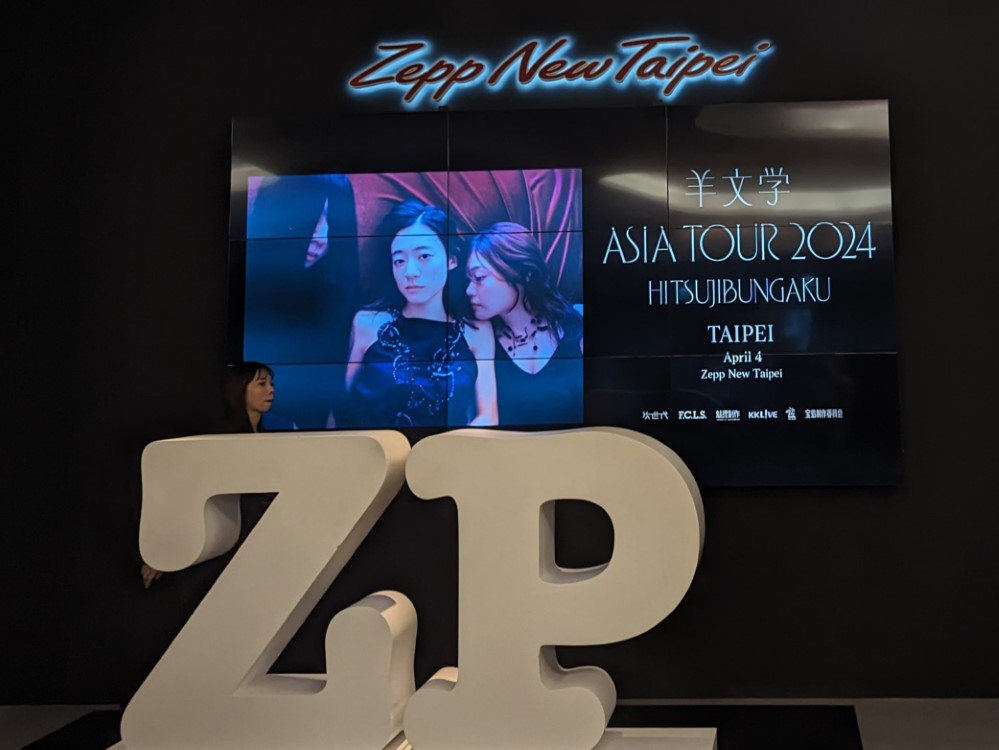 Zepp New Taipei
羊文学
ASIA TOUR 2024
HITSUJIBUNGAKU
TAIPEI
April 4
Zepp New Taipei
次世代 F.C.L.S. KKLIVE
ZP